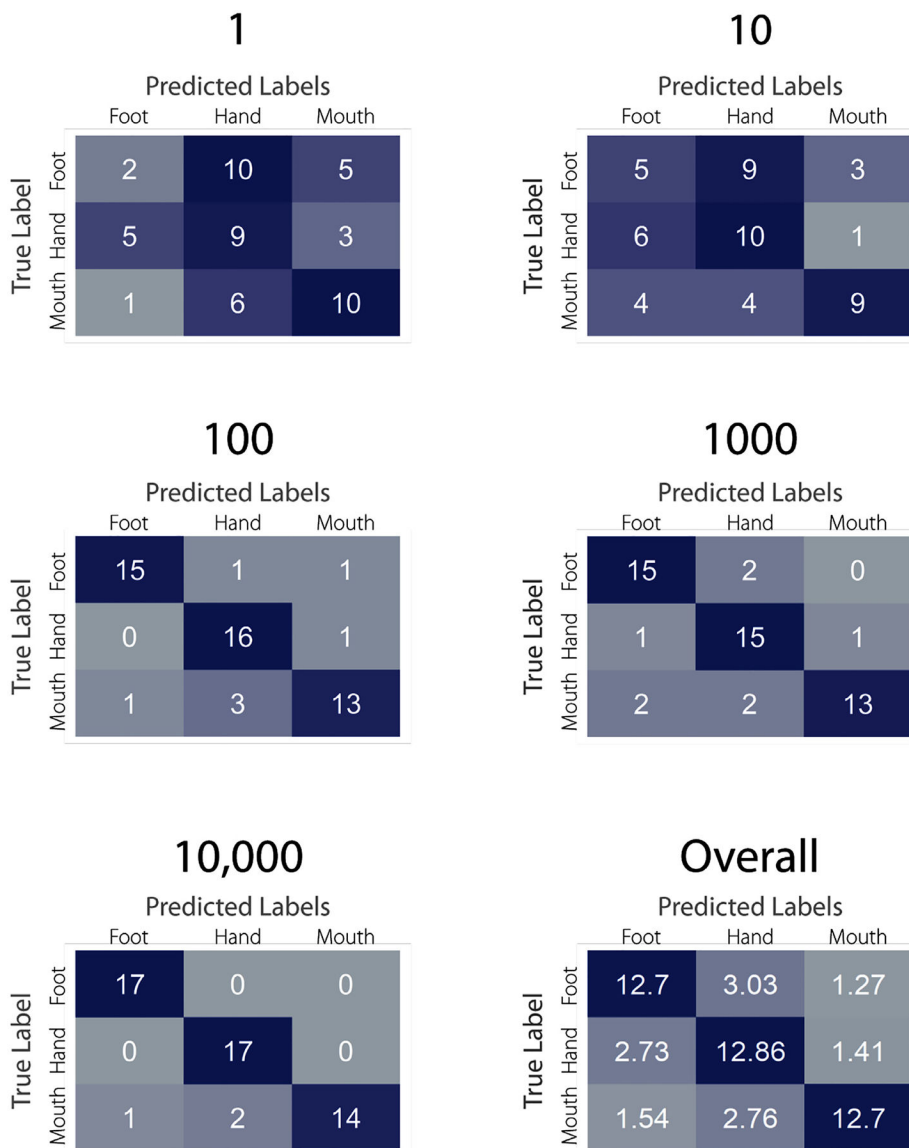 1
Predicted Labels
Foot Hand Mouth
True Label
Foot 2 10 5
Hand 5 9 3
Mouth 1 6 10
10
Predicted Labels
Foot Hand Mouth
True Label
Foot 5 9 3
Hand 6 10 1
Mouth 4 4 9
100
Predicted Labels
Foot Hand Mouth
True Label
Foot 15 1 1
Hand 0 16 1
Mouth 1 3 13
1000
Predicted Labels
Foot Hand Mouth
True Label
Foot 15 2 0
Hand 1 15 1
Mouth 2 2 13
10,000
Predicted Labels
Foot Hand Mouth
True Label
Foot 17 0 0
Hand 0 17 0
Mouth 1 2 14
Overall
Predicted Labels
Foot Hand Mouth
True Label
Foot 12.7 3.03 1.27
Hand 2.73 12.86 1.41
Mouth 1.54 2.76 12.7